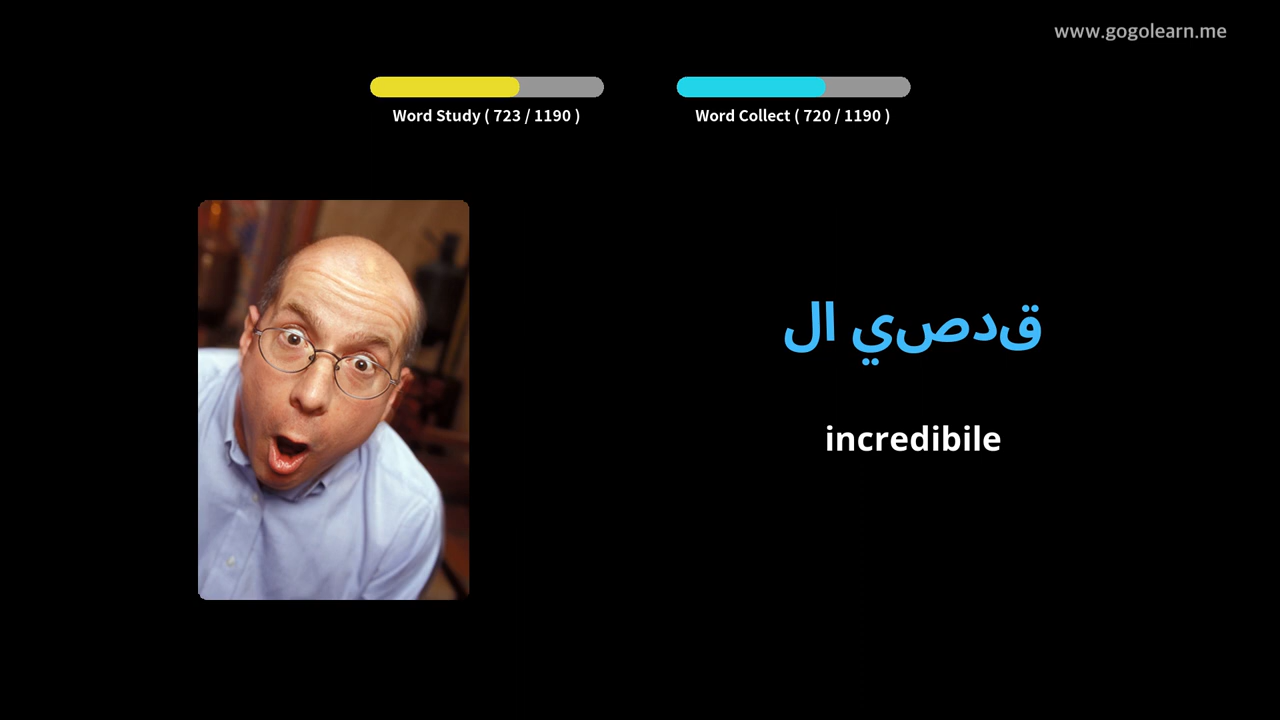 www.gogolearn.me
Word Study ( 723 / 1190 )
Word Collect ( 720 / 1190 )
قدصي ال
incredibile